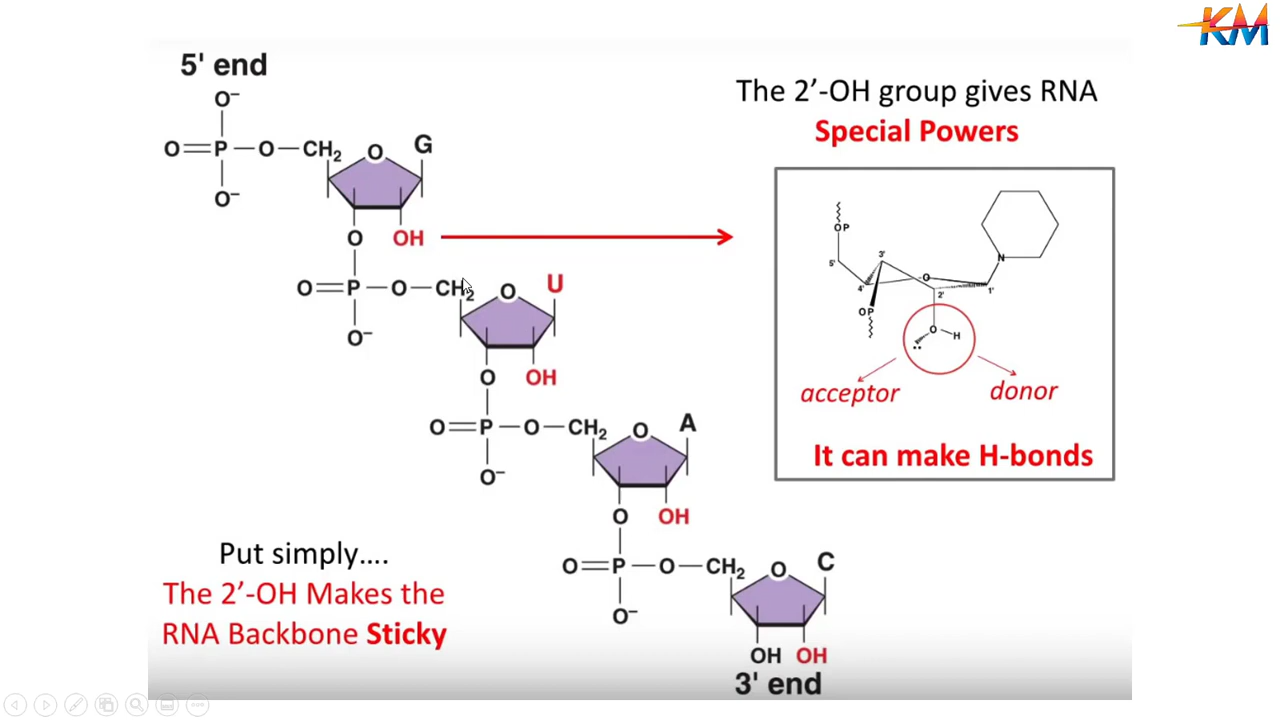 KM
5' end
The 2’-OH group gives RNA
Special Powers
O⁻
O=P—O—CH₂ O G
O⁻
O OH
O=P—O—CH₂ O U
O⁻
O OH
O=P—O—CH₂ O A
O⁻
O OH
O=P—O—CH₂ O C
O⁻
OH OH
3' end
OP
5'
3'
4'
O
2'
1'
N
OP
O
H
acceptor
donor
It can make H-bonds
Put simply....
The 2’-OH Makes the
RNA Backbone Sticky